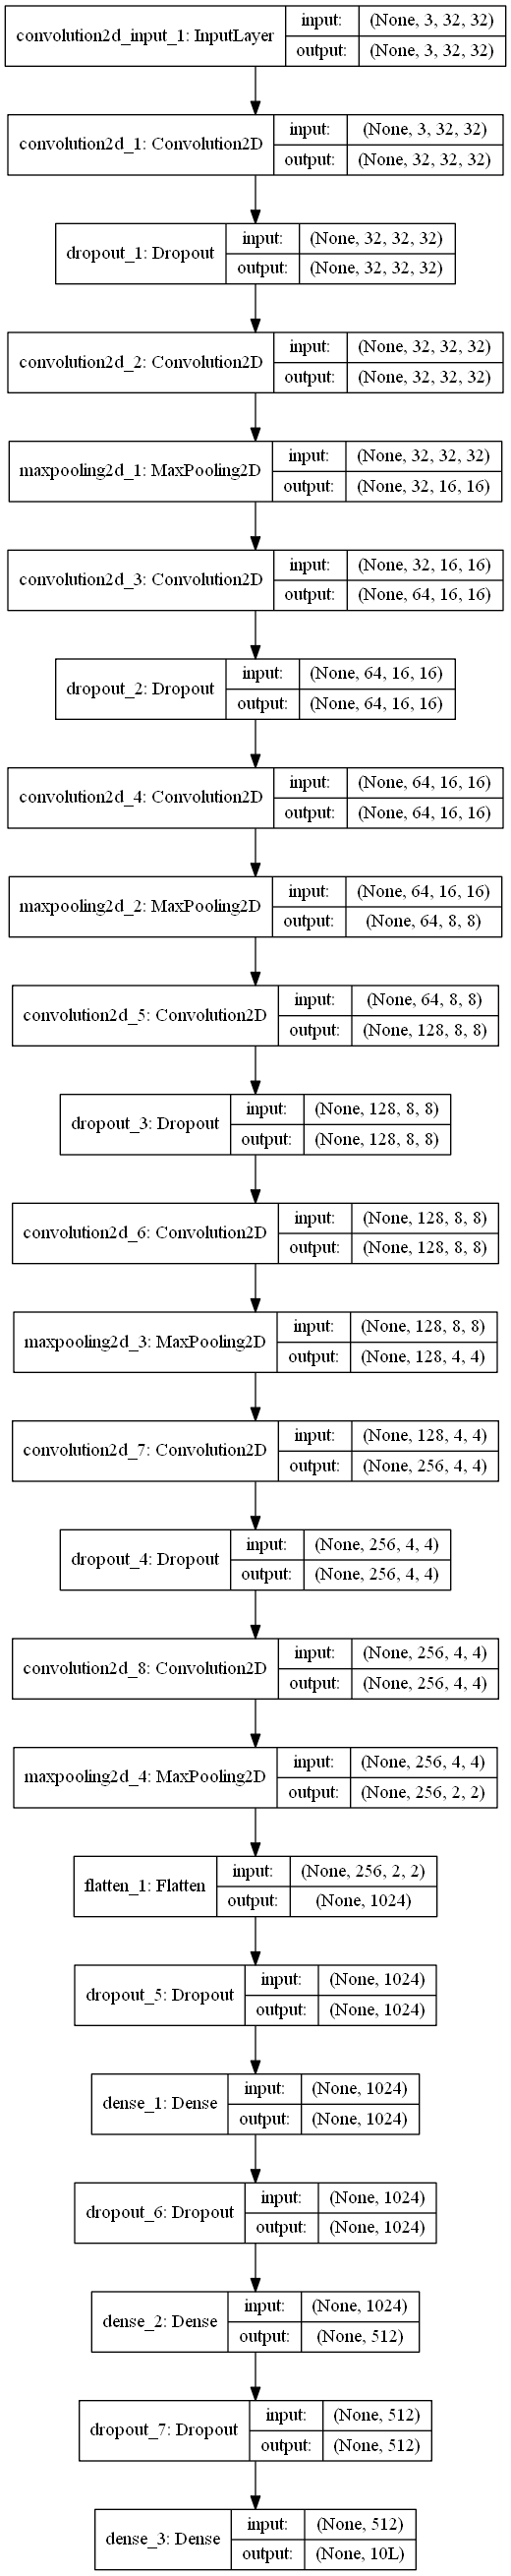 convolution2d_input_1: InputLayer input: (None, 3, 32, 32)
output: (None, 3, 32, 32)
convolution2d_1: Convolution2D input: (None, 3, 32, 32)
output: (None, 32, 32, 32)
dropout_1: Dropout input: (None, 32, 32, 32)
output: (None, 32, 32, 32)
convolution2d_2: Convolution2D input: (None, 32, 32, 32)
output: (None, 32, 32, 32)
maxpooling2d_1: MaxPooling2D input: (None, 32, 32, 32)
output: (None, 32, 16, 16)
convolution2d_3: Convolution2D input: (None, 32, 16, 16)
output: (None, 64, 16, 16)
dropout_2: Dropout input: (None, 64, 16, 16)
output: (None, 64, 16, 16)
convolution2d_4: Convolution2D input: (None, 64, 16, 16)
output: (None, 64, 16, 16)
maxpooling2d_2: MaxPooling2D input: (None, 64, 16, 16)
output: (None, 64, 8, 8)
convolution2d_5: Convolution2D input: (None, 64, 8, 8)
output: (None, 128, 8, 8)
dropout_3: Dropout input: (None, 128, 8, 8)
output: (None, 128, 8, 8)
convolution2d_6: Convolution2D input: (None, 128, 8, 8)
output: (None, 128, 8, 8)
maxpooling2d_3: MaxPooling2D input: (None, 128, 8, 8)
output: (None, 128, 4, 4)
convolution2d_7: Convolution2D input: (None, 128, 4, 4)
output: (None, 256, 4, 4)
dropout_4: Dropout input: (None, 256, 4, 4)
output: (None, 256, 4, 4)
convolution2d_8: Convolution2D input: (None, 256, 4, 4)
output: (None, 256, 4, 4)
maxpooling2d_4: MaxPooling2D input: (None, 256, 4, 4)
output: (None, 256, 2, 2)
flatten_1: Flatten input: (None, 256, 2, 2)
output: (None, 1024)
dropout_5: Dropout input: (None, 1024)
output: (None, 1024)
dense_1: Dense input: (None, 1024)
output: (None, 1024)
dropout_6: Dropout input: (None, 1024)
output: (None, 1024)
dense_2: Dense input: (None, 1024)
output: (None, 512)
dropout_7: Dropout input: (None, 512)
output: (None, 512)
dense_3: Dense input: (None, 512)
output: (None, 10L)